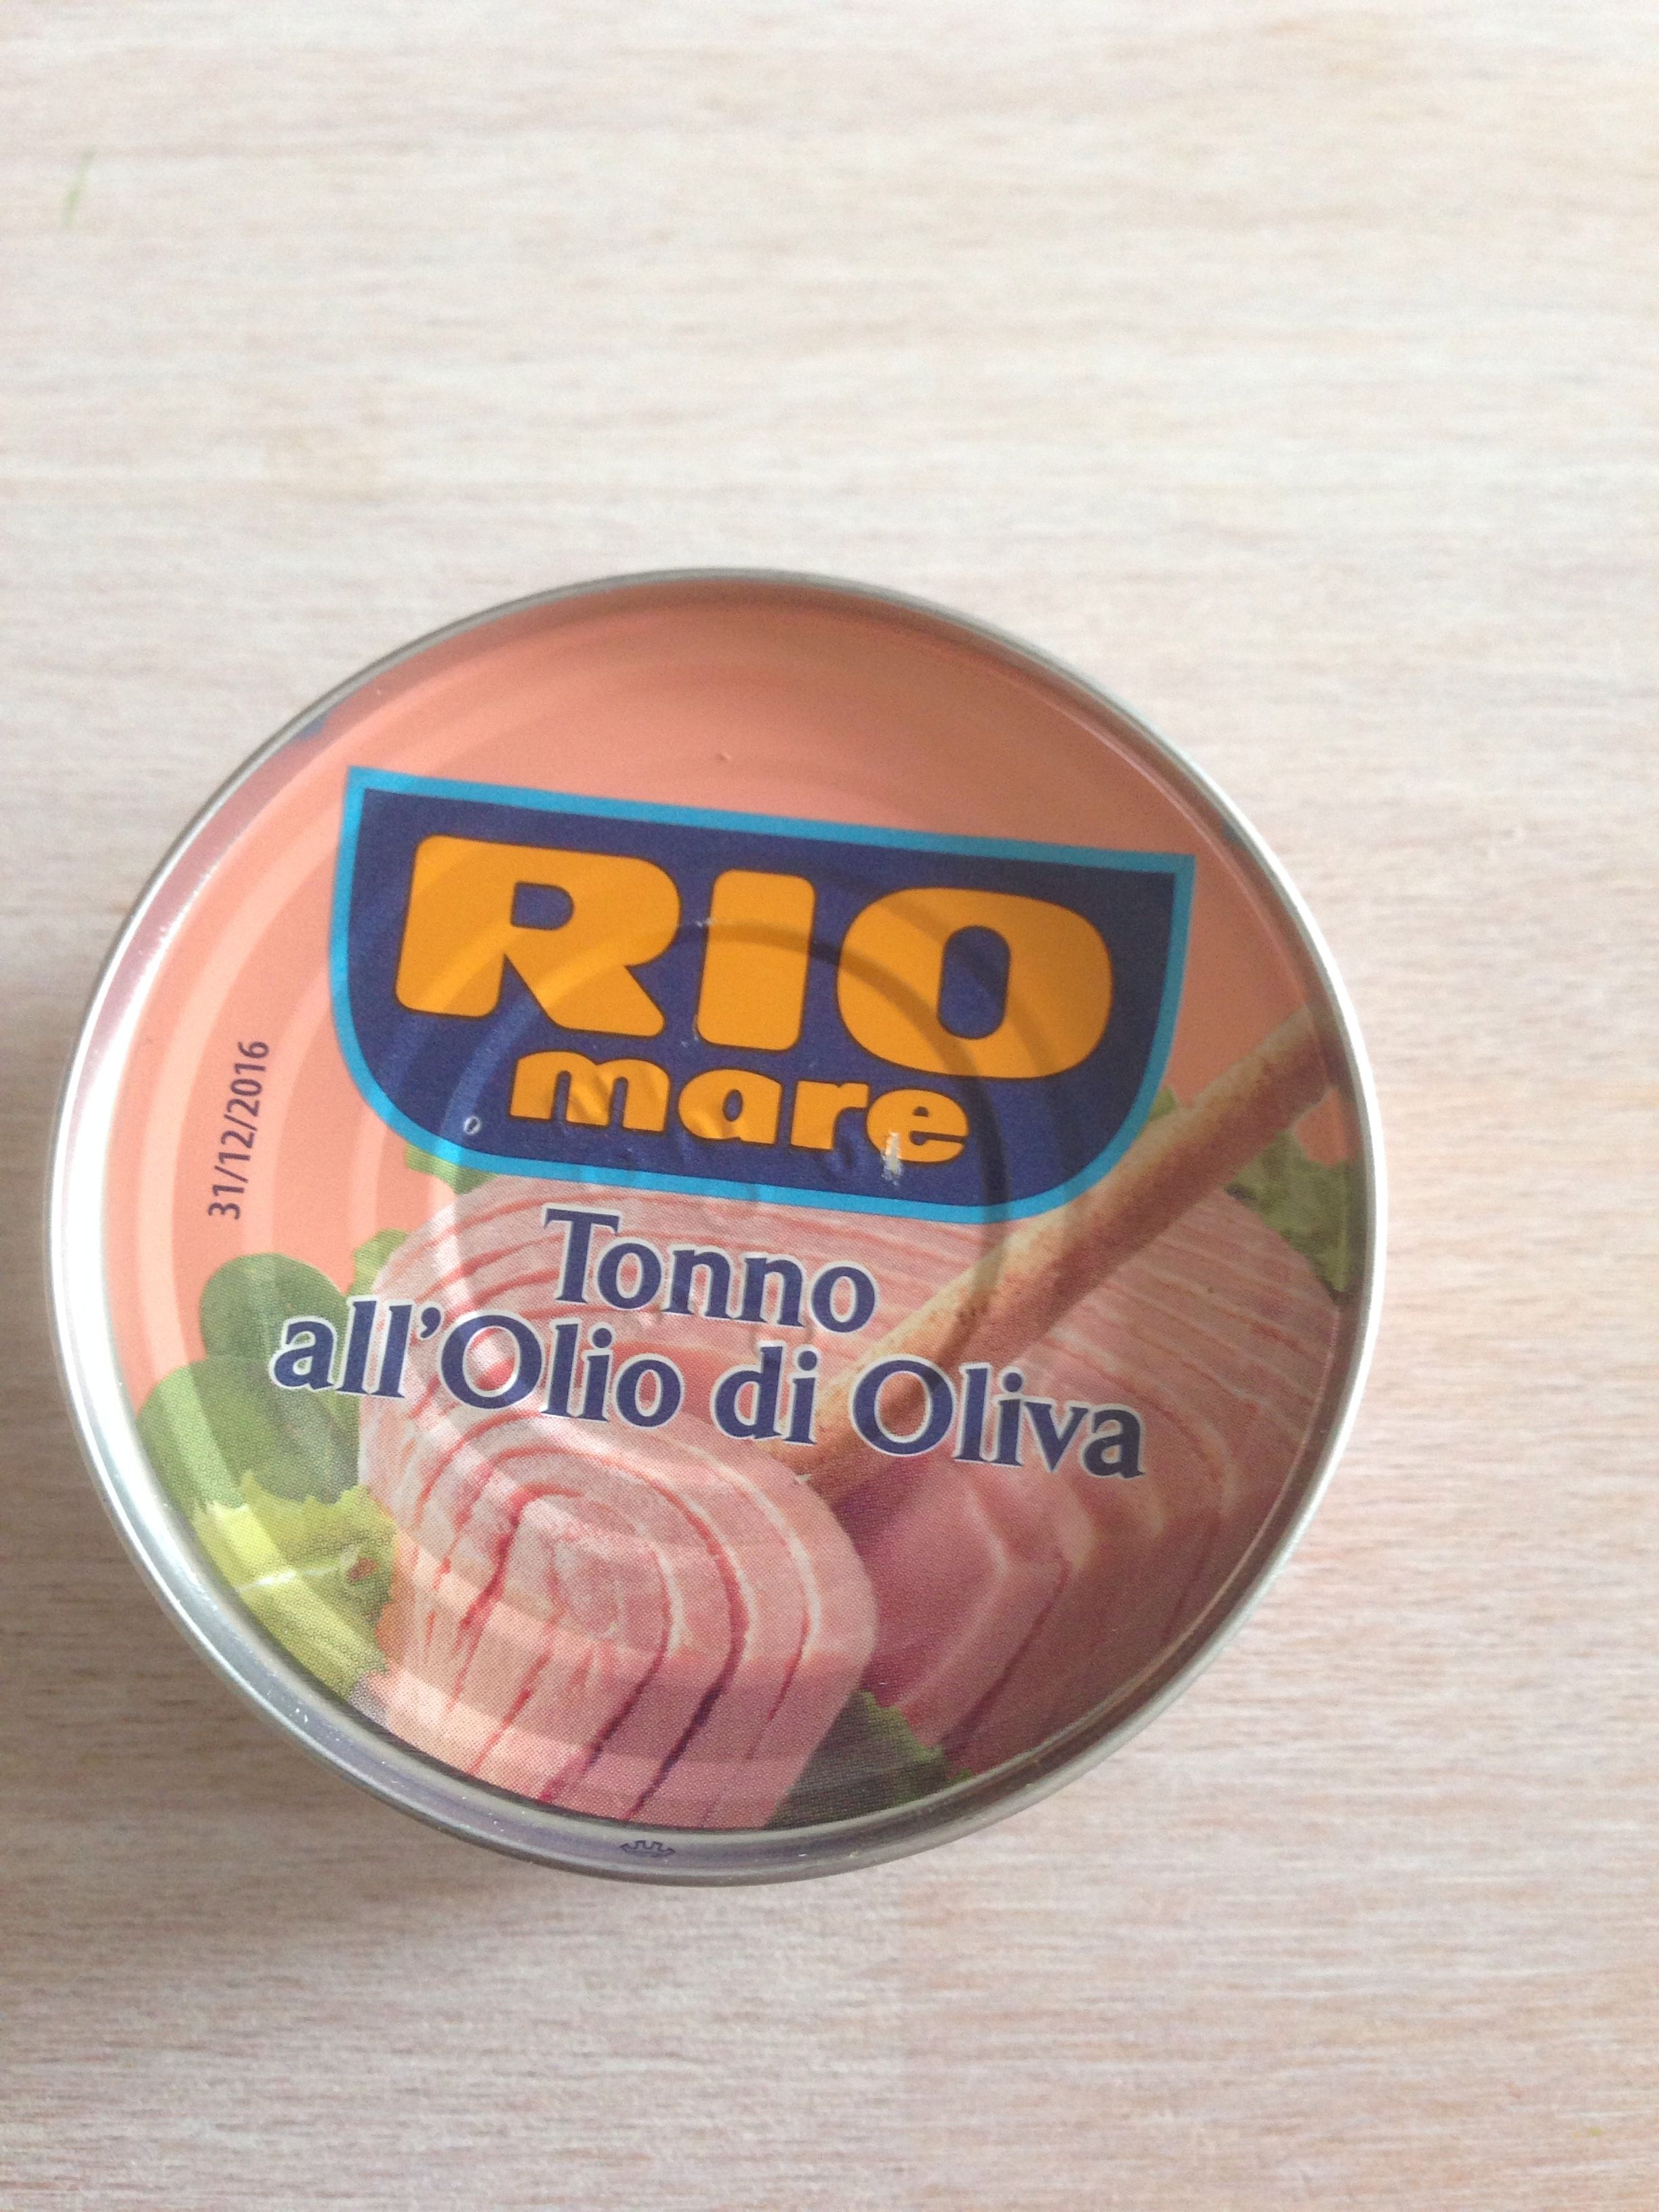 RIO
mare
31/12/2016
Tonno
all'Olio di Oliva